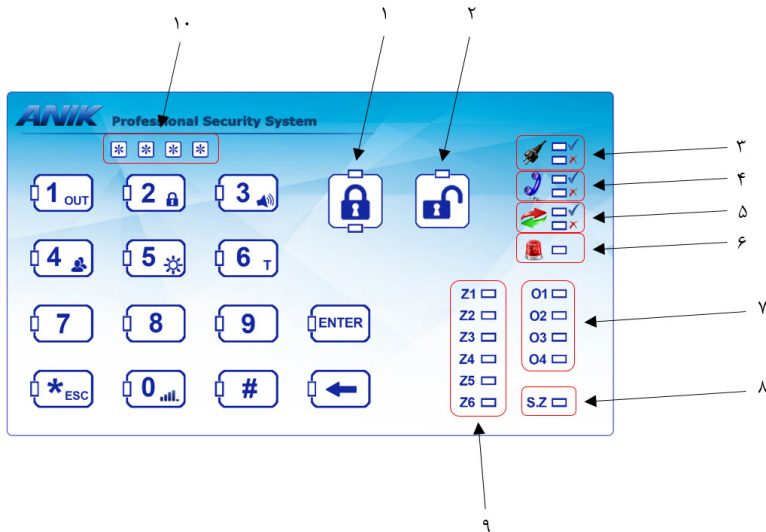 ۱۰
۱
۲
ANIK Professional Security System
* * * *
۳
۴
۵
۶
1 OUT
2
3
4
5
6 T
7
8
9
ENTER
* ESC
0
#
Z1
Z2
Z3
Z4
Z5
Z6
O1
O2
O3
O4
۷
S.Z
۸
۹